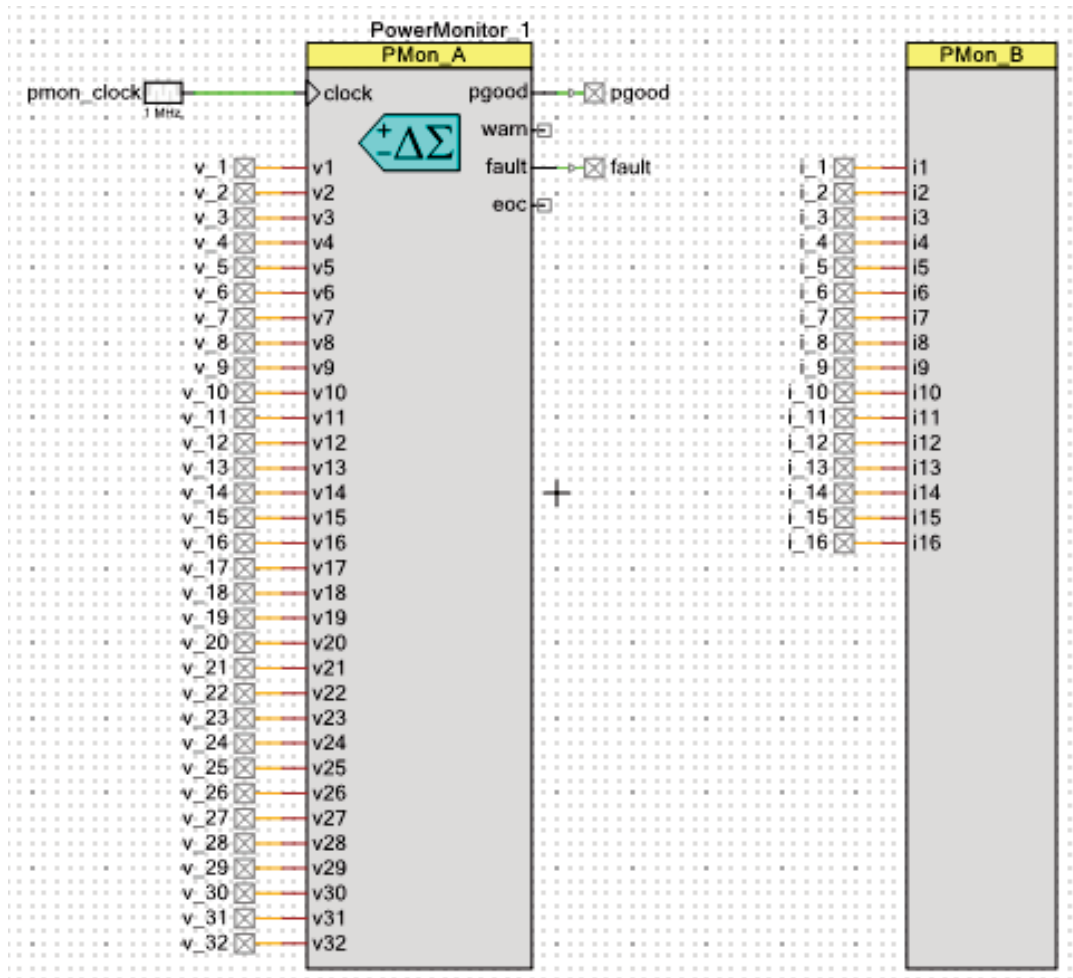 PowerMonitor_1
PMon_A
PMon_B
pmon_clock
1 MHz
clock
pgood
pgood
+
-ΔΣ
warn
fault
fault
eoc
v_1 v1
v_2 v2
v_3 v3
v_4 v4
v_5 v5
v_6 v6
v_7 v7
v_8 v8
v_9 v9
v_10 v10
v_11 v11
v_12 v12
v_13 v13
v_14 v14
v_15 v15
v_16 v16
v_17 v17
v_18 v18
v_19 v19
v_20 v20
v_21 v21
v_22 v22
v_23 v23
v_24 v24
v_25 v25
v_26 v26
v_27 v27
v_28 v28
v_29 v29
v_30 v30
v_31 v31
v_32 v32
i_1 i1
i_2 i2
i_3 i3
i_4 i4
i_5 i5
i_6 i6
i_7 i7
i_8 i8
i_9 i9
i_10 i10
i_11 i11
i_12 i12
i_13 i13
i_14 i14
i_15 i15
i_16 i16